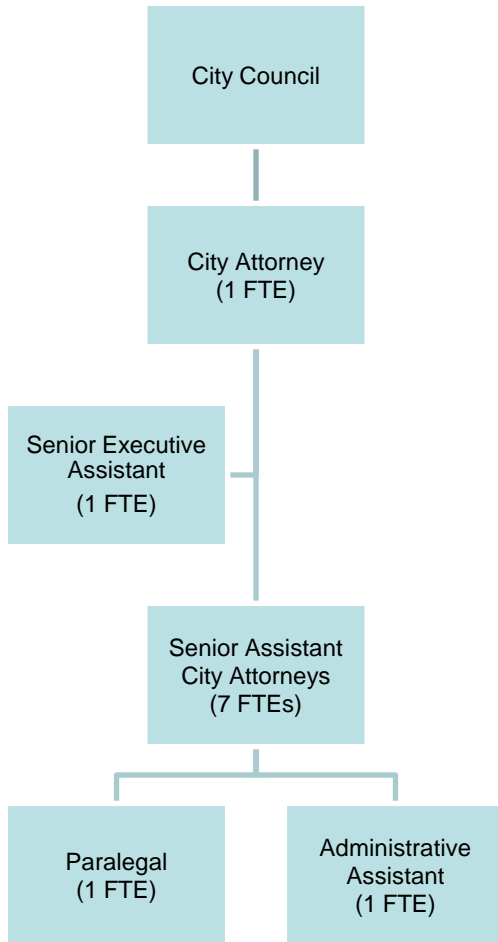 City Council
City Attorney
(1 FTE)
Senior Executive
Assistant
(1 FTE)
Senior Assistant
City Attorneys
(7 FTEs)
Paralegal
(1 FTE)
Administrative
Assistant
(1 FTE)